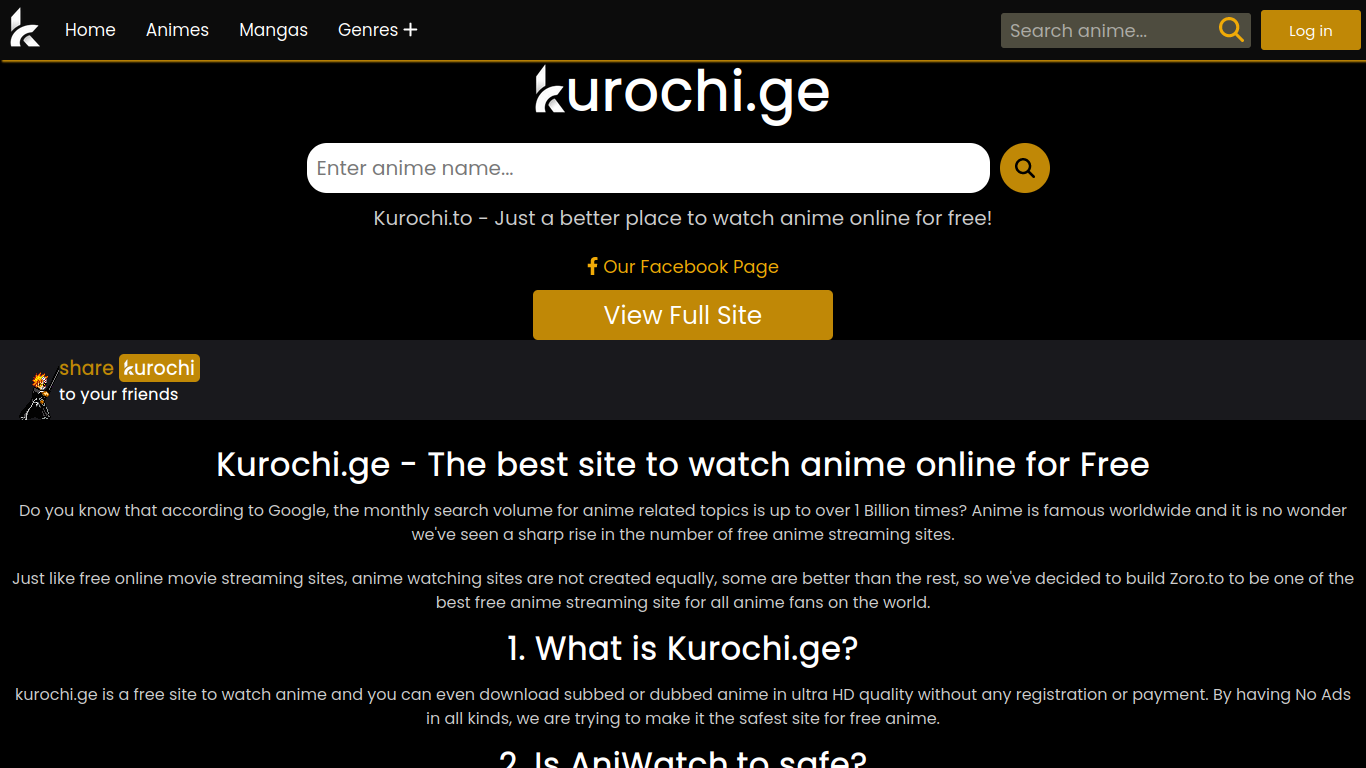 Home Animes Mangas Genres
Search anime...
Log in
kurochi.ge
Enter anime name...
Kurochi.to - Just a better place to watch anime online for free!
Our Facebook Page
View Full Site
share kurochi
to your friends
Kurochi.ge - The best site to watch anime online for Free
Do you know that according to Google, the monthly search volume for anime related topics is up to over 1 Billion times? Anime is famous worldwide and it is no wonder
we've seen a sharp rise in the number of free anime streaming sites.
Just like free online movie streaming sites, anime watching sites are not created equally, some are better than the rest, so we've decided to build Zoro.to to be one of the
best free anime streaming site for all anime fans on the world.
1. What is Kurochi.ge?
kurochi.ge is a free site to watch anime and you can even download subbed or dubbed anime in ultra HD quality without any registration or payment. By having No Ads
in all kinds, we are trying to make it the safest site for free anime.
2. Is AniWatch.to safe?